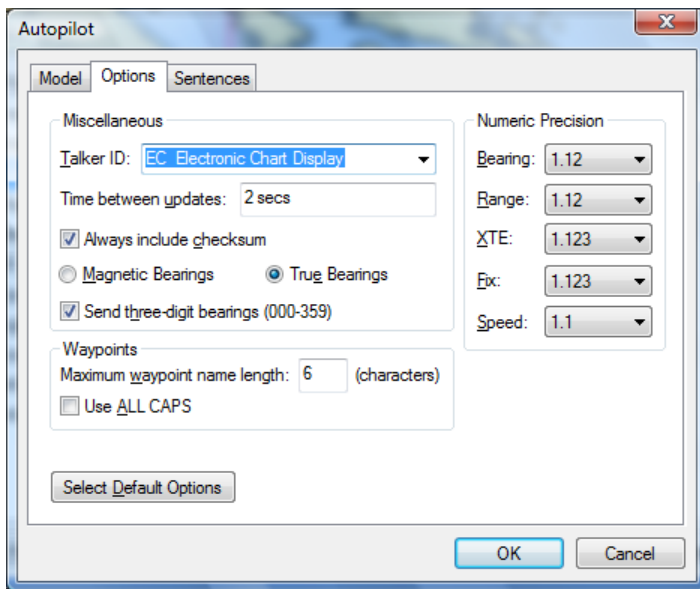 Autopilot
Model Options Sentences
Miscellaneous
Talker ID: EC Electronic Chart Display
Time between updates: 2 secs
Always include checksum
Magnetic Bearings True Bearings
Send three-digit bearings (000-359)
Waypoints
Maximum waypoint name length: 6 (characters)
Use ALL CAPS
Select Default Options
Numeric Precision
Bearing: 1.12
Range: 1.12
XTE: 1.123
Fix: 1.123
Speed: 1.1
OK Cancel